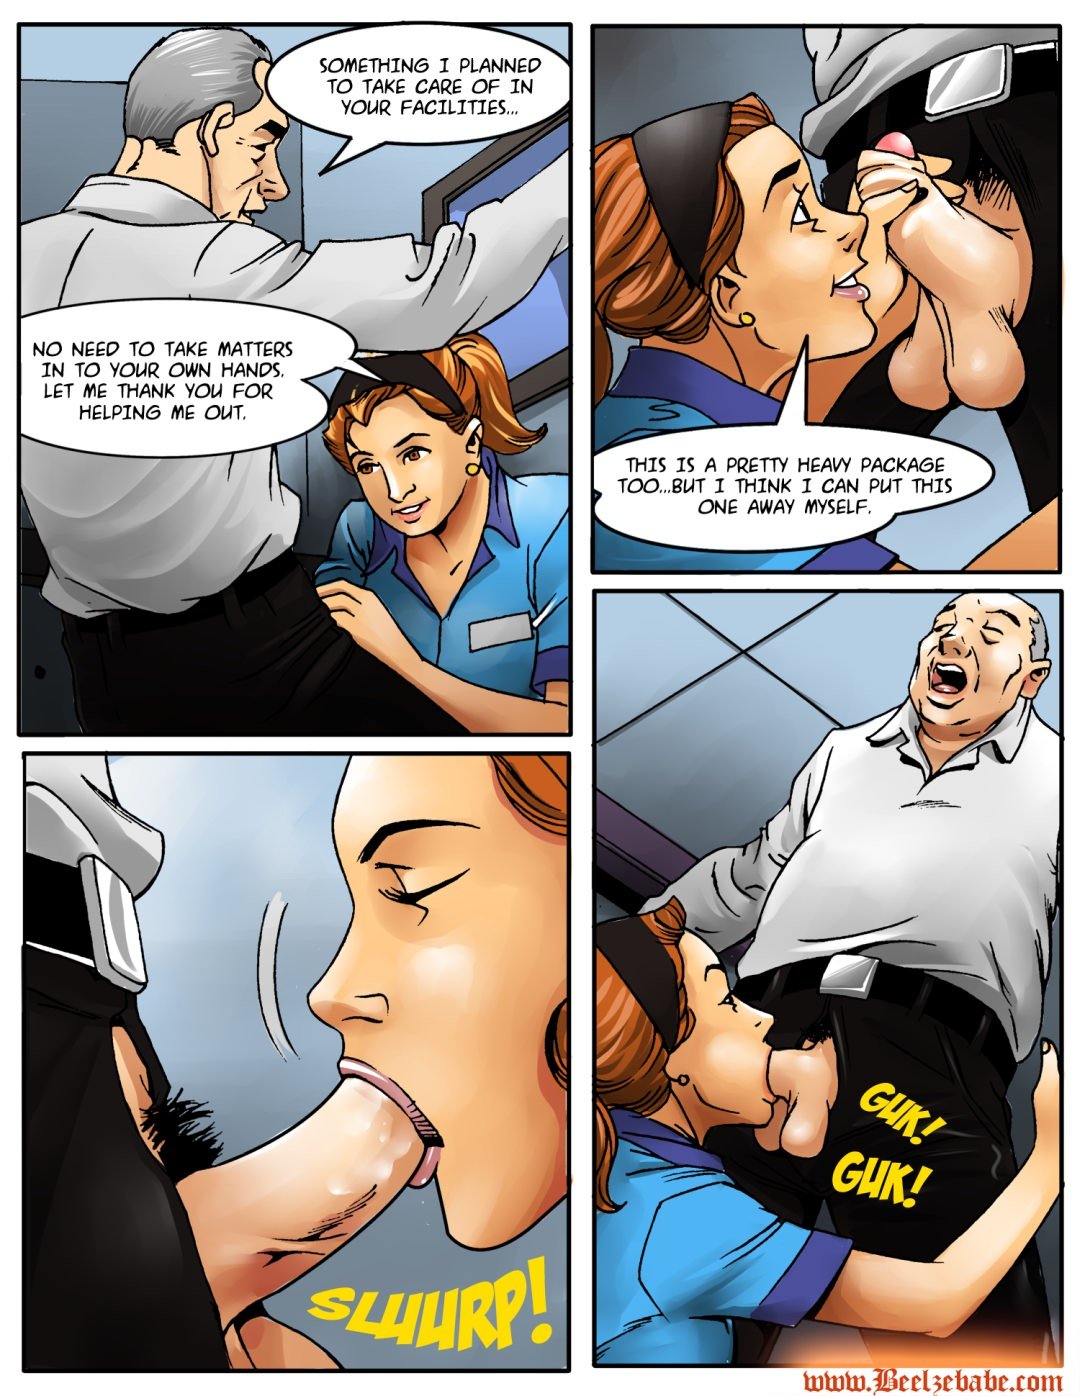 SOMETHING I PLANNED
TO TAKE CARE OF IN
YOUR FACILITIES...
NO NEED TO TAKE MATTERS
IN TO YOUR OWN HANDS.
LET ME THANK YOU FOR
HELPING ME OUT.
THIS IS A PRETTY HEAVY PACKAGE
TOO...BUT I THINK I CAN PUT THIS
ONE AWAY MYSELF.
SLUURP!
GUK!
GUK!
www.Beelzebabe.com